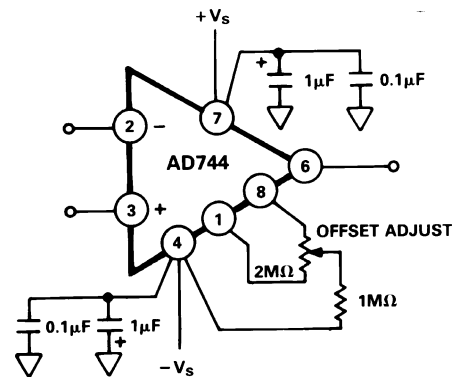 +VS
+ 1µF 0.1µF
7
2 −
AD744
6
8
3 +
1
OFFSET ADJUST
4
2MΩ
1MΩ
0.1µF 1µF
+
−VS